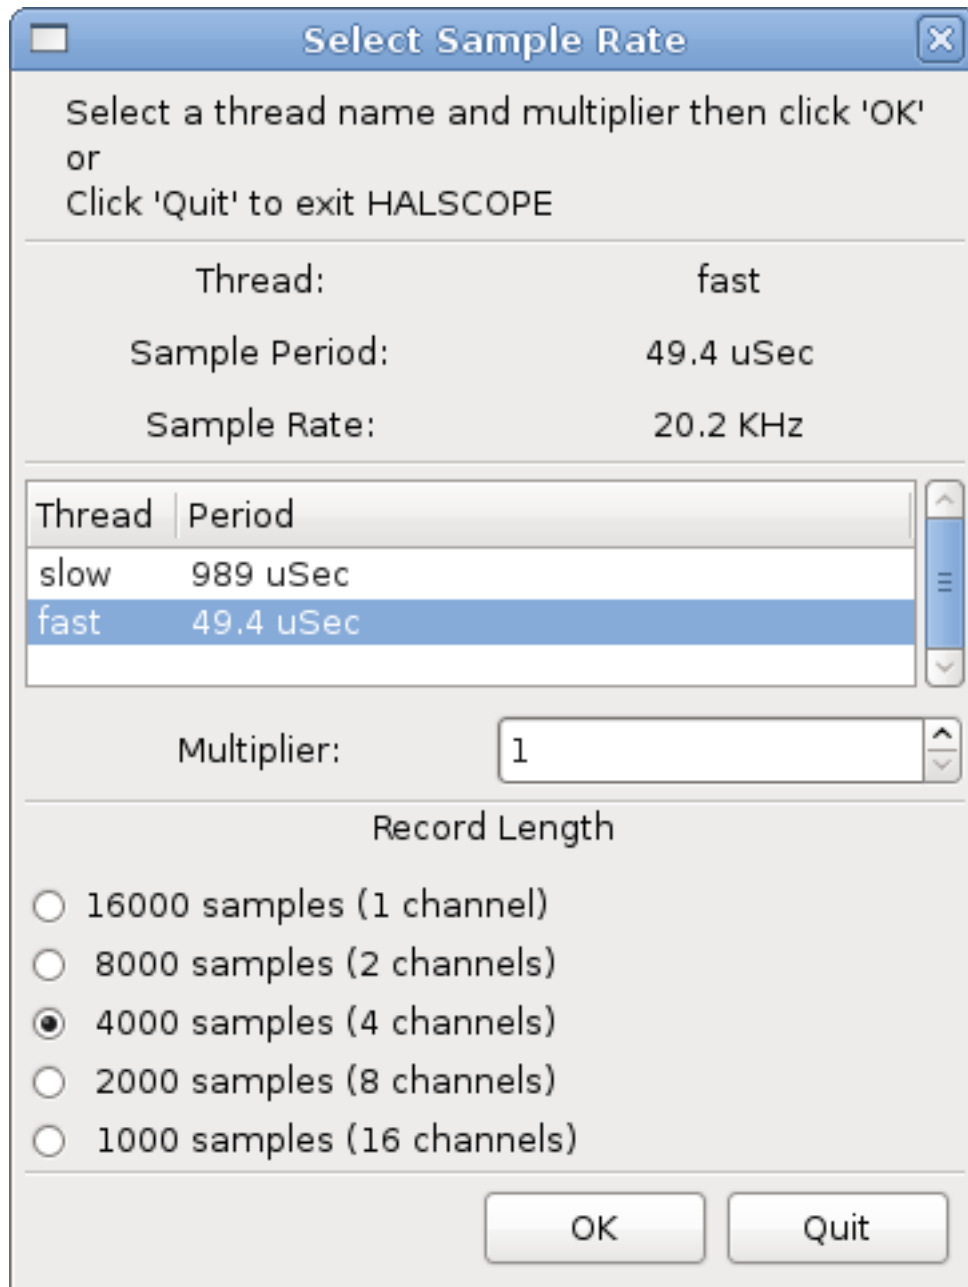 Select Sample Rate
Select a thread name and multiplier then click 'OK'
or
Click 'Quit' to exit HALSCOPE
Thread: fast
Sample Period: 49.4 uSec
Sample Rate: 20.2 KHz
Thread Period
slow 989 uSec
fast 49.4 uSec
Multiplier: 1
Record Length
16000 samples (1 channel)
8000 samples (2 channels)
4000 samples (4 channels)
2000 samples (8 channels)
1000 samples (16 channels)
OK Quit